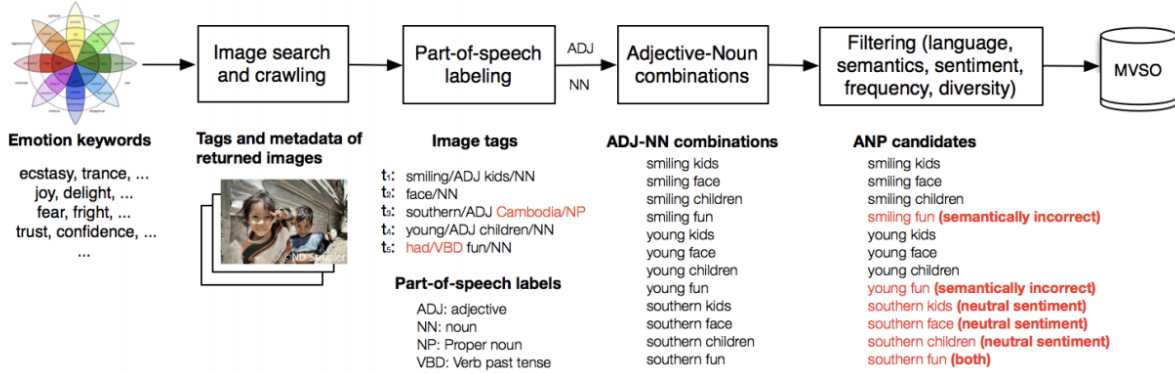 Image search
and crawling
Part-of-speech
labeling
ADJ
NN
Adjective-Noun
combinations
Filtering (language,
semantics, sentiment,
frequency, diversity)
MVSO
Emotion keywords
ecstasy, trance, ...
joy, delight, ...
fear, fright, ...
trust, confidence, ...
...
Tags and metadata of
returned images
Image tags
t₁: smiling/ADJ kids/NN
t₂: face/NN
t₃: southern/ADJ Cambodia/NP
t₄: young/ADJ children/NN
t₅: had/VBD fun/NN
Part-of-speech labels
ADJ: adjective
NN: noun
NP: Proper noun
VBD: Verb past tense
ADJ-NN combinations
smiling kids
smiling face
smiling children
smiling fun
young kids
young face
young children
young fun
southern kids
southern face
southern children
southern fun
ANP candidates
smiling kids
smiling face
smiling children
smiling fun (semantically incorrect)
young kids
young face
young children
young fun (semantically incorrect)
southern kids (neutral sentiment)
southern face (neutral sentiment)
southern children (neutral sentiment)
southern fun (both)